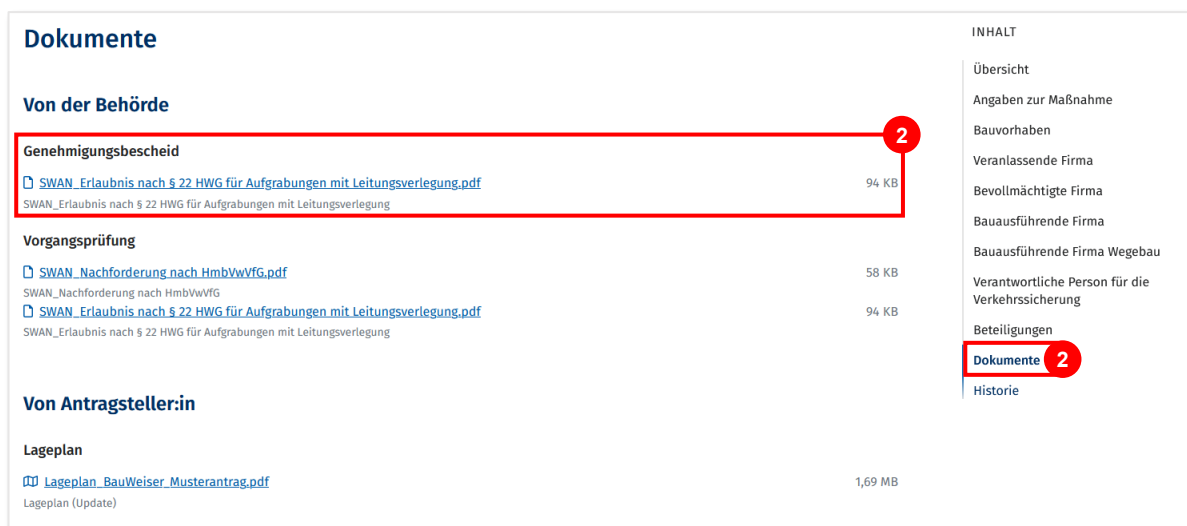 Dokumente
Von der Behörde
2
Genehmigungsbescheid
SWAN_Erlaubnis nach § 22 HWG für Aufgrabungen mit Leitungsverlegung.pdf 94 KB
SWAN_Erlaubnis nach § 22 HWG für Aufgrabungen mit Leitungsverlegung
Vorgangsprüfung
SWAN_Nachforderung nach HmbVwVfG.pdf 58 KB
SWAN_Nachforderung nach HmbVwVfG
SWAN_Erlaubnis nach § 22 HWG für Aufgrabungen mit Leitungsverlegung.pdf 94 KB
SWAN_Erlaubnis nach § 22 HWG für Aufgrabungen mit Leitungsverlegung
Von Antragsteller:in
Lageplan
Lageplan_BauWeiser_Musterantrag.pdf 1,69 MB
Lageplan (Update)
INHALT
Übersicht
Angaben zur Maßnahme
Bauvorhaben
Veranlassende Firma
Bevollmächtigte Firma
Bauausführende Firma
Bauausführende Firma Wegebau
Verantwortliche Person für die
Verkehrssicherung
Beteiligungen
Dokumente 2
Historie